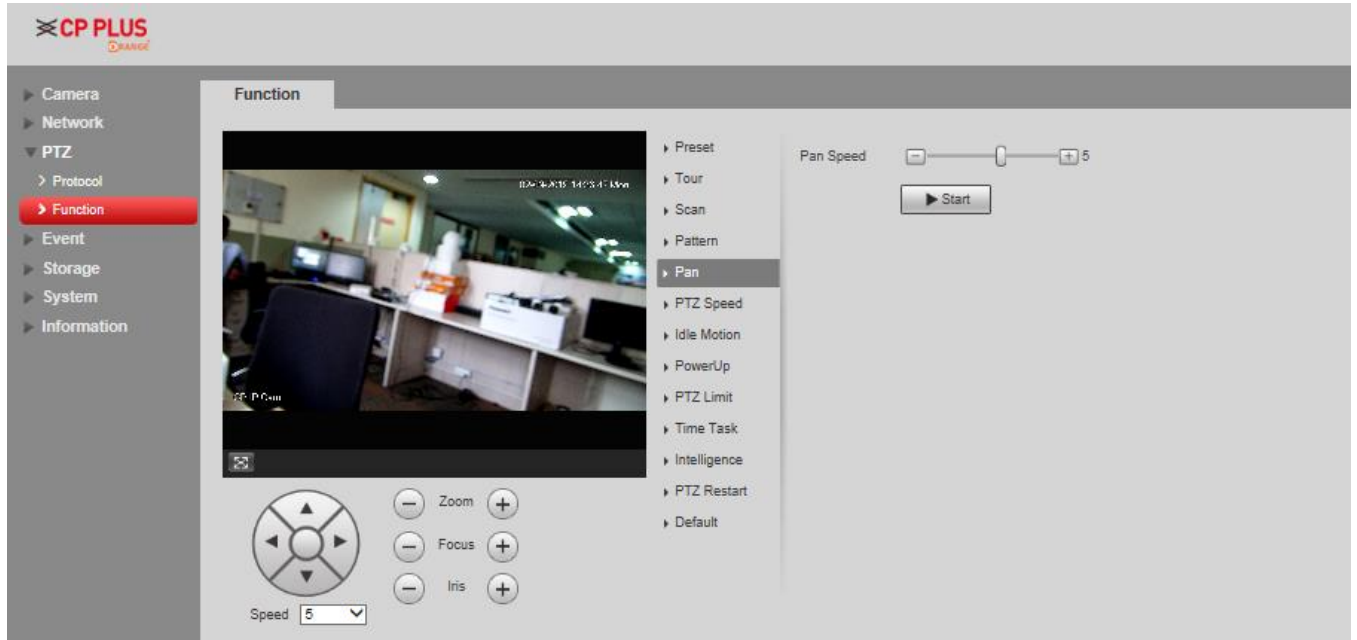 CP PLUS
ORANGE
Camera
Network
PTZ
Protocol
Function
Event
Storage
System
Information
Function
Mon
Preset
Tour
Scan
Pattern
Pan
PTZ Speed
Idle Motion
PowerUp
PTZ Limit
Time Task
Intelligence
PTZ Restart
Default
Pan Speed
5
Start
Zoom
Focus
Iris
Speed 5